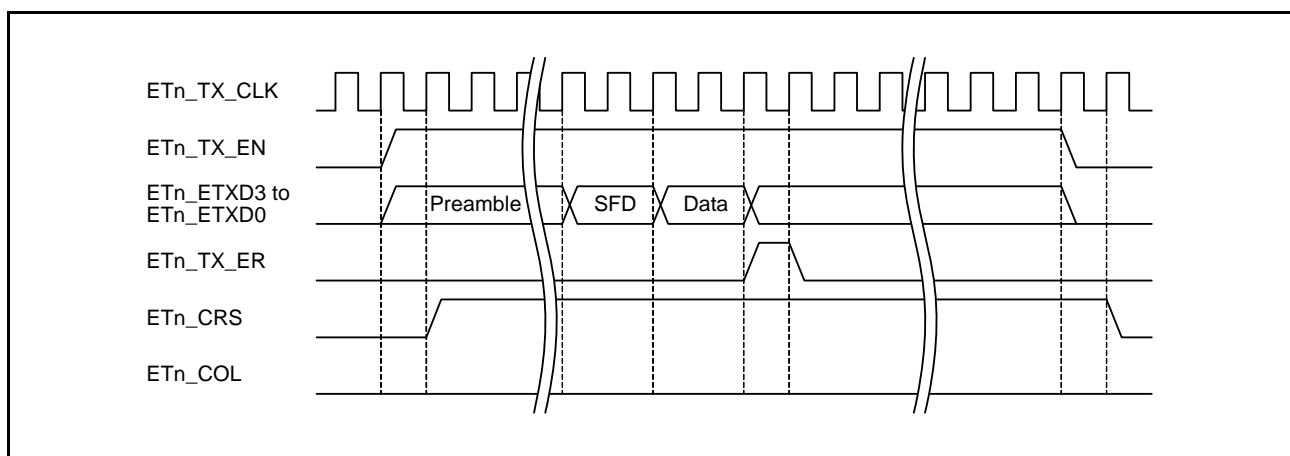 ETn_TX_CLK
ETn_TX_EN
ETn_ETXD3 to
ETn_ETXD0
Preamble
SFD
Data
ETn_TX_ER
ETn_CRS
ETn_COL